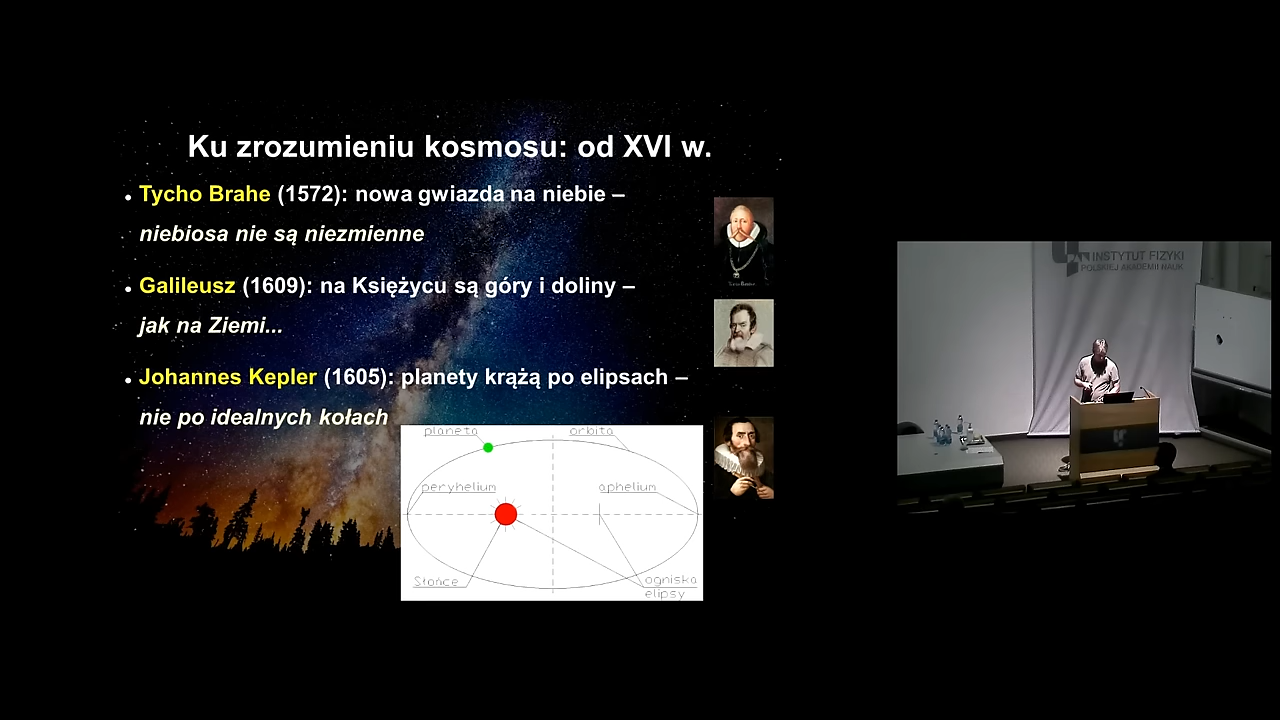 Ku zrozumieniu kosmosu: od XVI w.
Tycho Brahe (1572): nowa gwiazda na niebie –
niebiosa nie są niezmienne
Galileusz (1609): na Księżycu są góry i doliny –
jak na Ziemi...
Johannes Kepler (1605): planety krążą po elipsach –
nie po idealnych kołach
planeta
orbita
peryhelium
aphelium
Słońce
ogniska
elipsy
INSTYTUT FIZYKI
POLSKIEJ AKADEMII NAUK